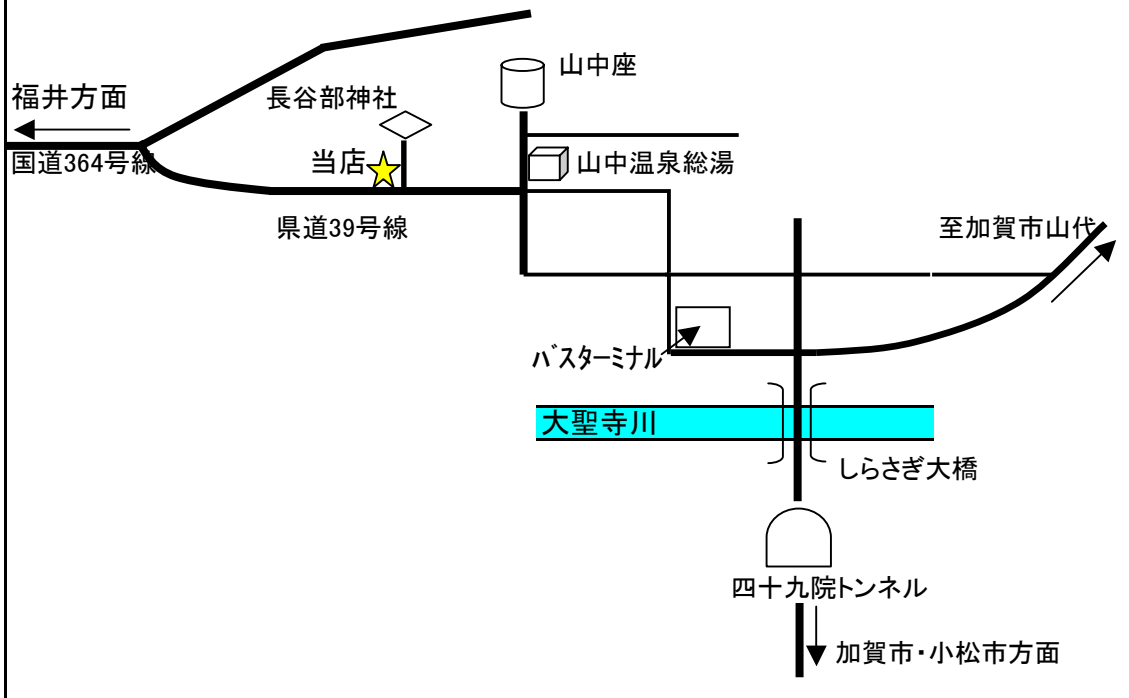 山中座
福井方面
長谷部神社
国道364号線
当店
山中温泉総湯
県道39号線
至加賀市山代
バスターミナル
大聖寺川
しらさぎ大橋
四十九院トンネル
加賀市・小松市方面